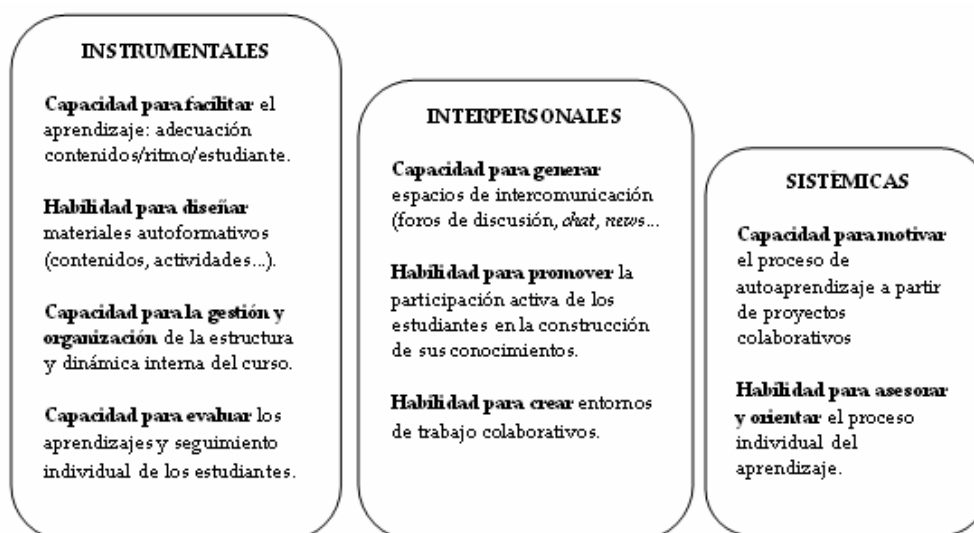 INSTRUMENTALES
Capacidad para facilitar el
aprendizaje: adecuación
contenidos/ritmo/estudiante.
Habilidad para diseñar
materiales autoformativos
(contenidos, actividades...).
Capacidad para la gestión y
organización de la estructura
y dinámica interna del curso.
Capacidad para evaluar los
aprendizajes y seguimiento
individual de los estudiantes.
INTERPERSONALES
Capacidad para generar
espacios de intercomunicación
(foros de discusión, chat, news...
Habilidad para promover la
participación activa de los
estudiantes en la construcción
de sus conocimientos.
Habilidad para crear entornos
de trabajo colaborativos.
SISTÉMICAS
Capacidad para motivar
el proceso de
autoaprendizaje a partir
de proyectos
colaborativos
Habilidad para asesorar
y orientar el proceso
individual del
aprendizaje.